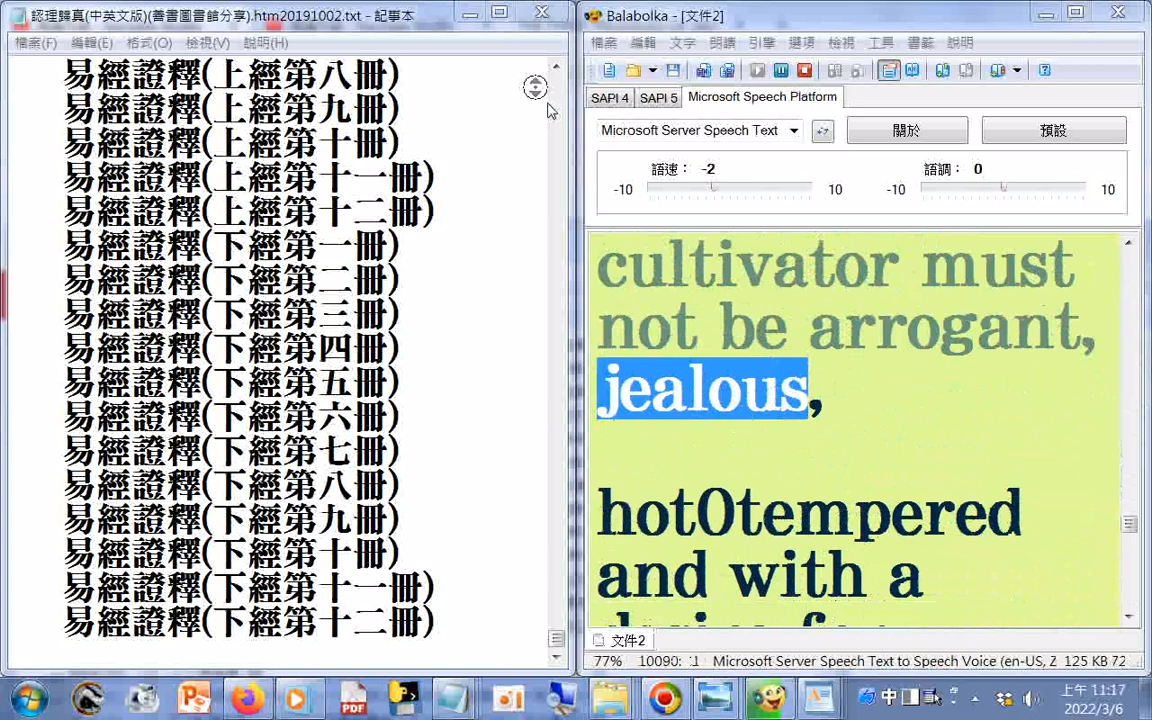 認理歸真(中英文版)(善書圖書館分享).htm20191002.txt - 記事本
檔案(F) 編輯(E) 格式(O) 檢視(V) 說明(H)
易經證釋(上經第八冊)
易經證釋(上經第九冊)
易經證釋(上經第十冊)
易經證釋(上經第十一冊)
易經證釋(上經第十二冊)
易經證釋(下經第一冊)
易經證釋(下經第二冊)
易經證釋(下經第三冊)
易經證釋(下經第四冊)
易經證釋(下經第五冊)
易經證釋(下經第六冊)
易經證釋(下經第七冊)
易經證釋(下經第八冊)
易經證釋(下經第九冊)
易經證釋(下經第十冊)
易經證釋(下經第十一冊)
易經證釋(下經第十二冊)
Balabolka - [文件2]
檔案 編輯 文字 朗讀 引擎 選項 檢視 工具 書籤 說明
SAPI 4 SAPI 5 Microsoft Speech Platform
Microsoft Server Speech Text 關於 預設
語速： -2 語調： 0
-10 10 -10 10
cultivator must
not be arrogant,
jealous,
hot0tempered
and with a
文件2
77% 10090: Microsoft Server Speech Text to Speech Voice (en-US, Z 125 KB 72
PDF
中
上午 11:17
2022/3/6